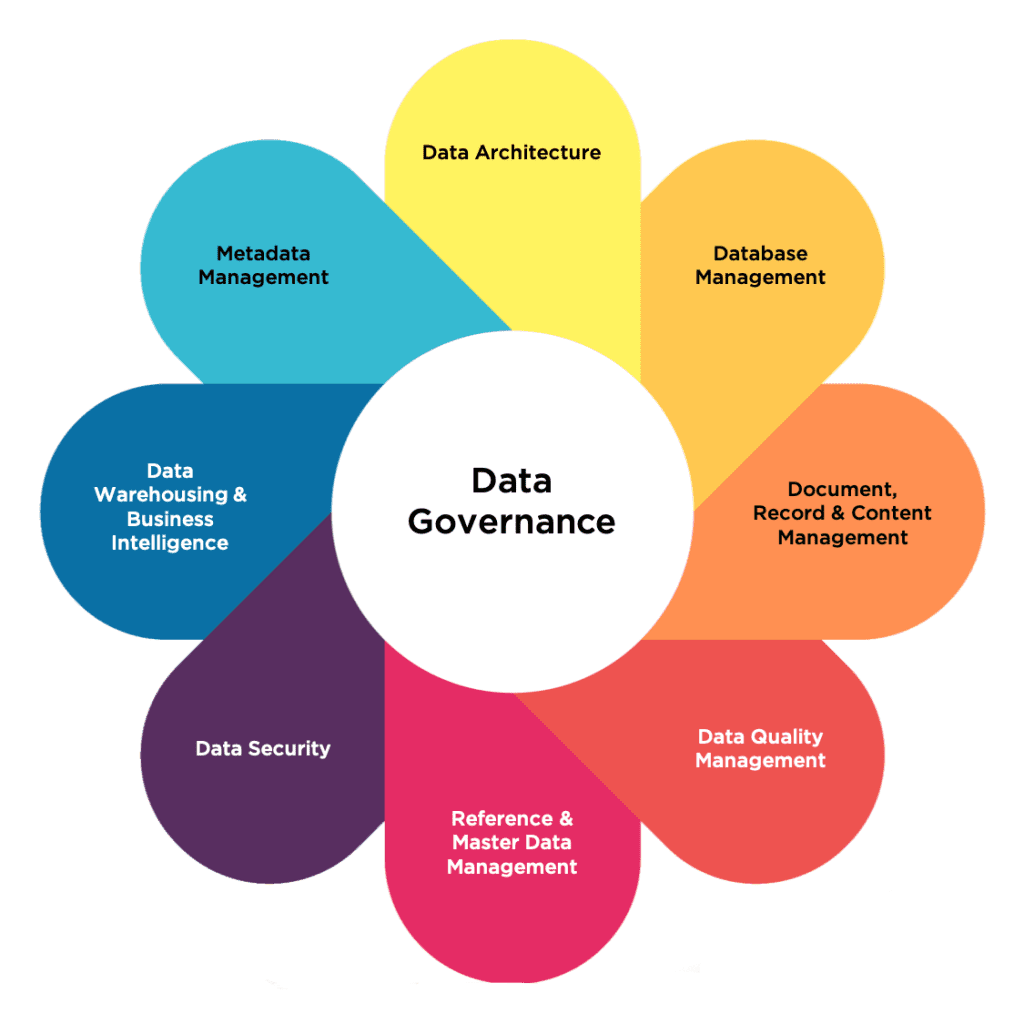 Data Architecture
Database
Management
Document,
Record & Content
Management
Data Quality
Management
Reference &
Master Data
Management
Data Security
Data
Warehousing &
Business
Intelligence
Metadata
Management
Data
Governance